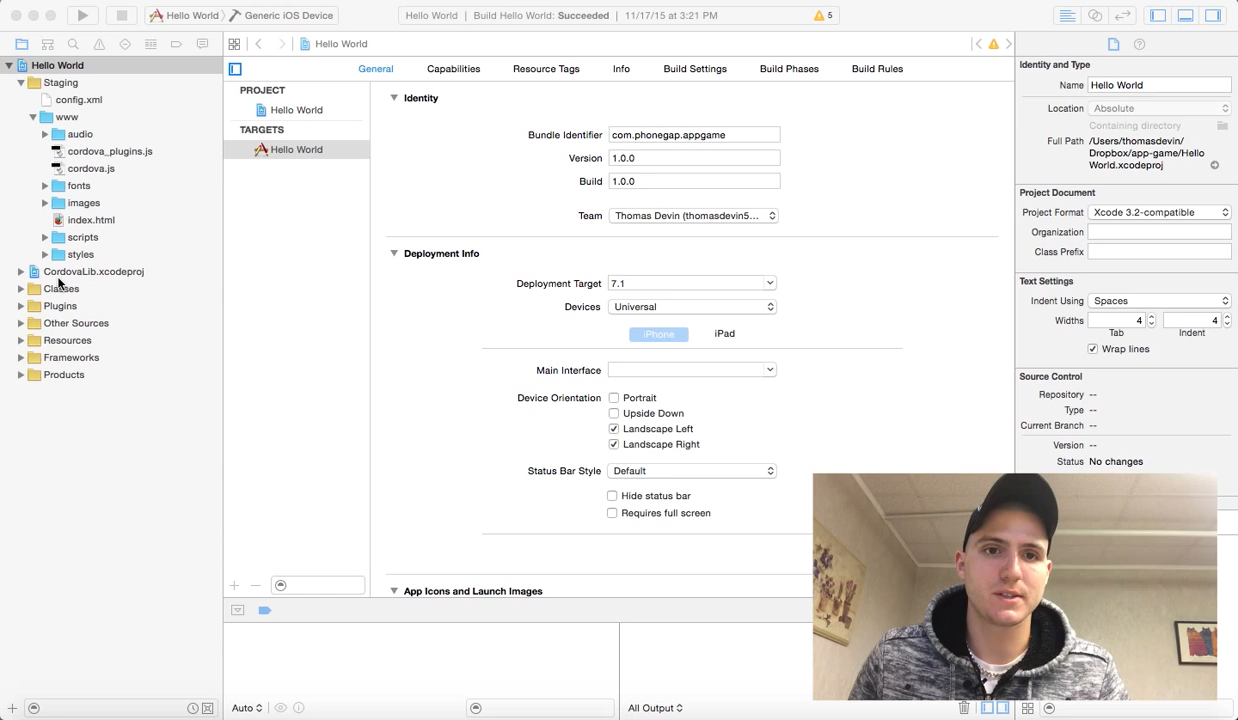 Hello World
Generic iOS Device
Hello World | Build Hello World: Succeeded | 11/17/15 at 3:21 PM
5
Hello World
Staging
config.xml
www
audio
cordova_plugins.js
cordova.js
fonts
images
index.html
scripts
styles
CordovaLib.xcodeproj
Classes
Plugins
Other Sources
Resources
Frameworks
Products
Hello World
General
Capabilities
Resource Tags
Info
Build Settings
Build Phases
Build Rules
PROJECT
Hello World
TARGETS
Hello World
Identity
Bundle Identifier com.phonegap.appgame
Version 1.0.0
Build 1.0.0
Team Thomas Devin (thomasdevin5...
Deployment Info
Deployment Target 7.1
Devices Universal
iPhone iPad
Main Interface
Device Orientation Portrait
Upside Down
Landscape Left
Landscape Right
Status Bar Style Default
Hide status bar
Requires full screen
App Icons and Launch Images
Auto
All Output
Identity and Type
Name Hello World
Location Absolute
Containing directory
Full Path /Users/thomasdevin/
Dropbox/app-game/Hello
World.xcodeproj
Project Document
Project Format Xcode 3.2-compatible
Organization
Class Prefix
Text Settings
Indent Using Spaces
Widths 4 4
Tab Indent
Wrap lines
Source Control
Repository --
Type --
Current Branch --
Version --
Status No changes